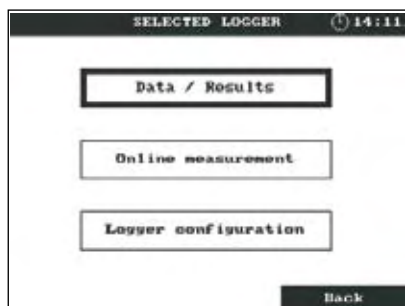 SELECTED LOGGER 14:11
Data / Results
Online measurement
Logger configuration
Back